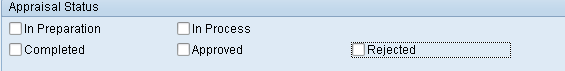 Appraisal Status
In Preparation In Process
Completed Approved Rejected